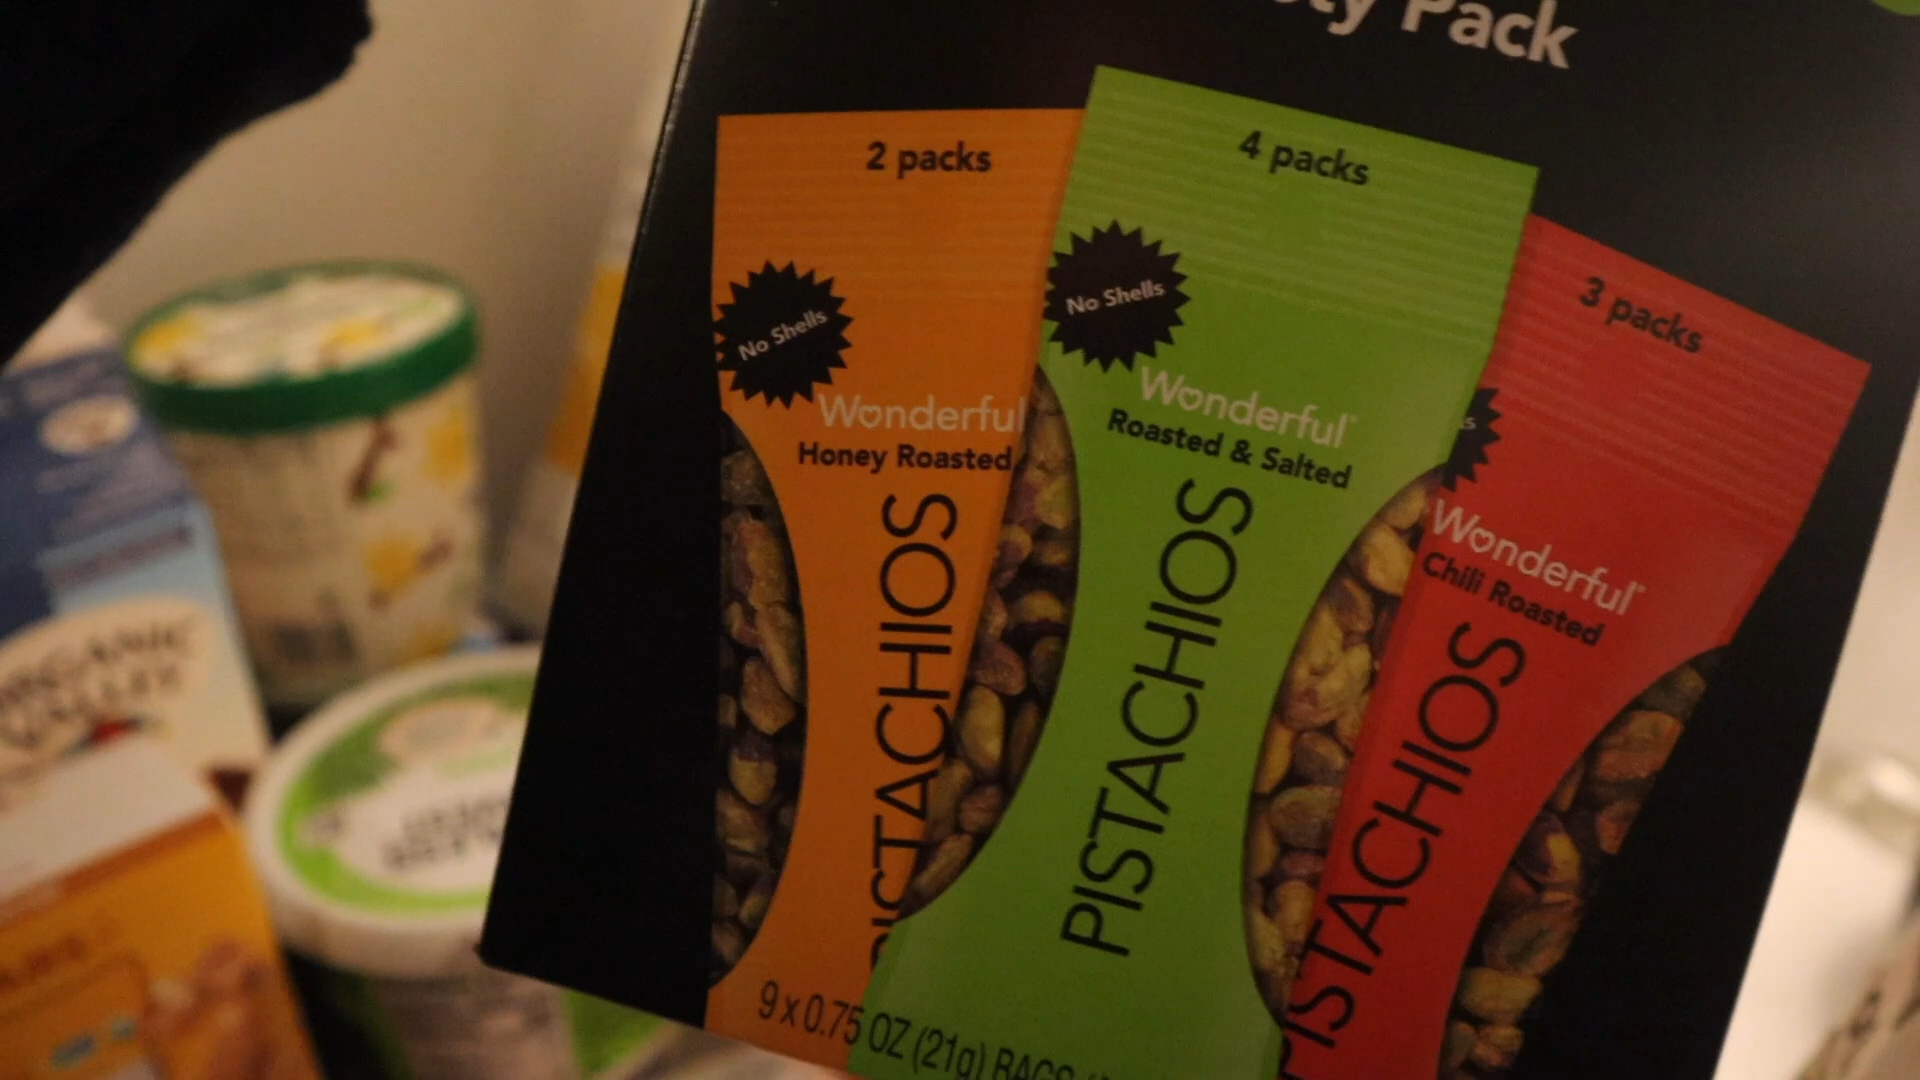 Pack
2 packs
No Shells
Wonderful
Honey Roasted
PISTACHIOS
4 packs
No Shells
Wonderful
Roasted & Salted
PISTACHIOS
3 packs
Wonderful
Chili Roasted
PISTACHIOS
9 x 0.75 OZ (21g) BAGS
ORGANIC
VALLEY